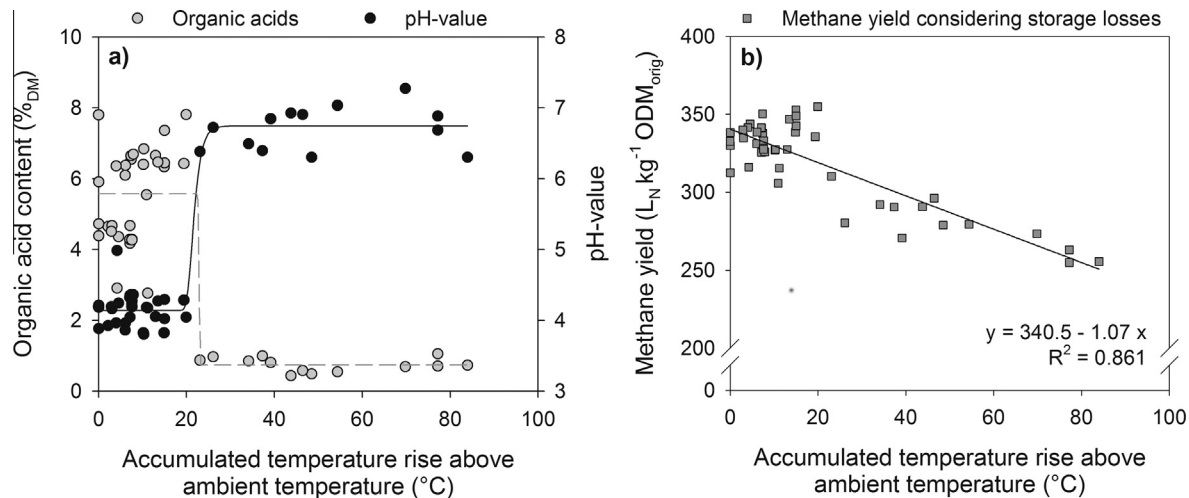 Organic acids pH-value
a)
Organic acid content (%DM)
10
8
6
4
2
0
pH-value
8
7
6
5
4
3
0 20 40 60 80 100
Accumulated temperature rise above
ambient temperature (°C)
Methane yield considering storage losses
b)
Methane yield (LN kg-1 ODMorig)
400
350
300
250
200
0
y = 340.5 - 1.07 x
R2 = 0.861
0 20 40 60 80 100
Accumulated temperature rise above
ambient temperature (°C)